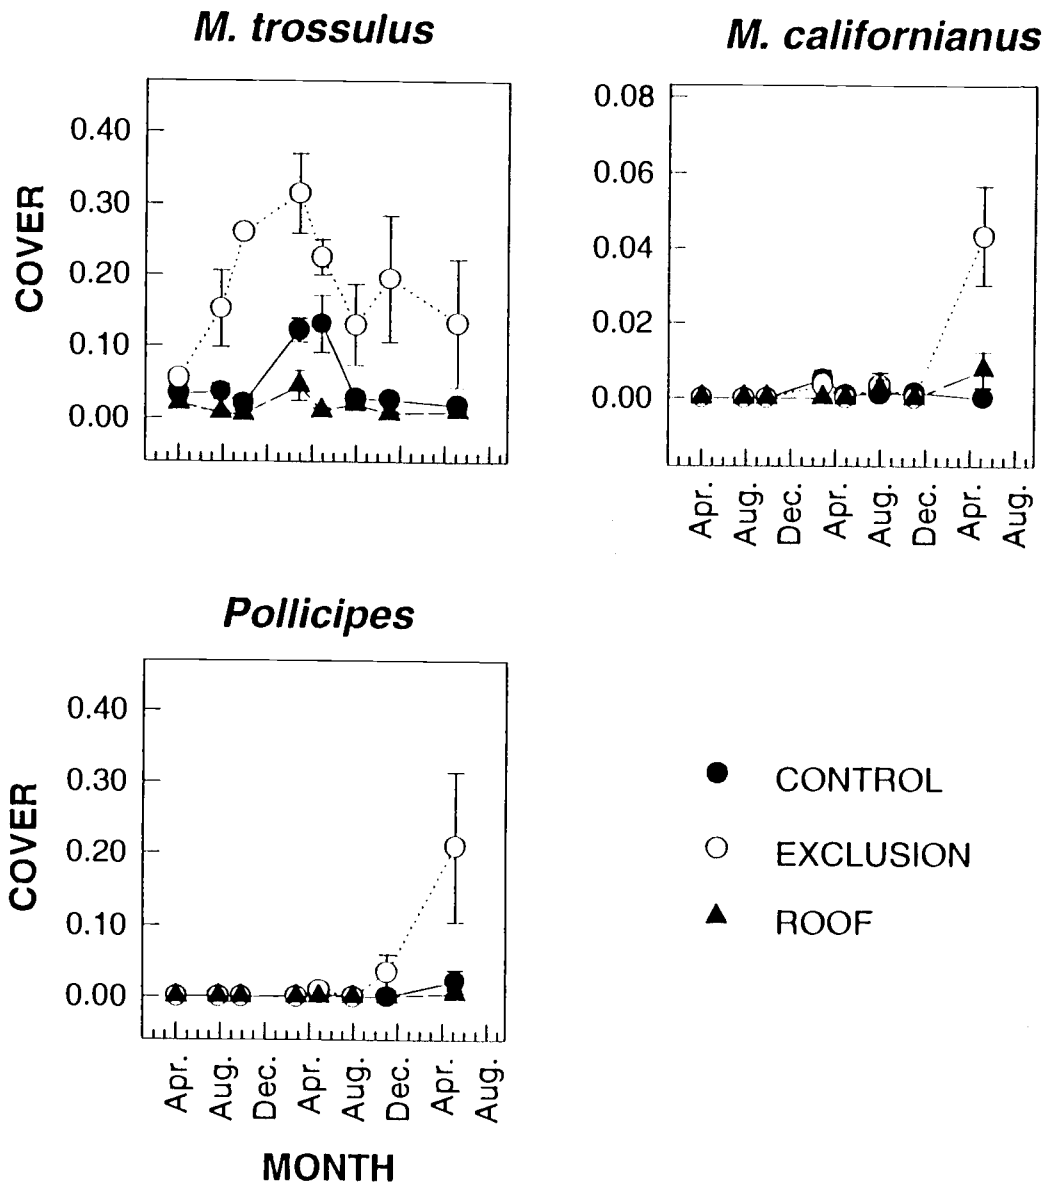 M. trossulus
M. californianus
COVER
0.40
0.30
0.20
0.10
0.00
0.08
0.06
0.04
0.02
0.00
Apr.
Aug.
Dec.
Apr.
Aug.
Dec.
Apr.
Aug.
Pollicipes
COVER
0.40
0.30
0.20
0.10
0.00
Apr.
Aug.
Dec.
Apr.
Aug.
Dec.
Apr.
Aug.
MONTH
CONTROL
EXCLUSION
ROOF